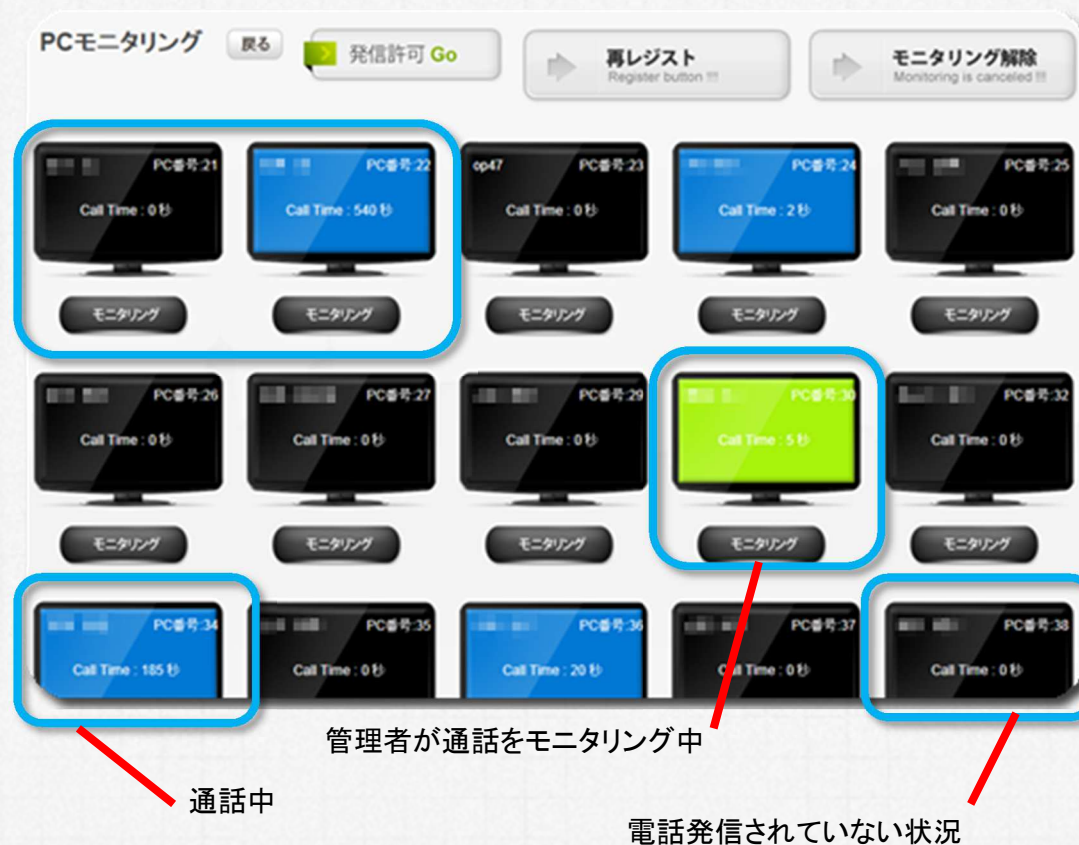 PCモニタリング 戻る 発信許可 Go 再レジスト モニタリング解除
Register button !!! Monitoring is canceled !!!
PC番号:21 PC番号:22 op47 PC番号:23 PC番号:24 PC番号:25
Call Time : 0 秒 Call Time : 540 秒 Call Time : 0 秒 Call Time : 2 秒 Call Time : 0 秒
モニタリング モニタリング モニタリング モニタリング モニタリング
PC番号:26 PC番号:27 PC番号:29 PC番号:30 PC番号:32
Call Time : 0 秒 Call Time : 0 秒 Call Time : 0 秒 Call Time : 5 秒 Call Time : 0 秒
モニタリング モニタリング モニタリング モニタリング モニタリング
PC番号:34 PC番号:35 PC番号:36 PC番号:37 PC番号:38
Call Time : 185 秒 Call Time : 0 秒 Call Time : 20 秒 Call Time : 0 秒 Call Time : 0 秒
管理者が通話をモニタリング中
通話中
電話発信されていない状況